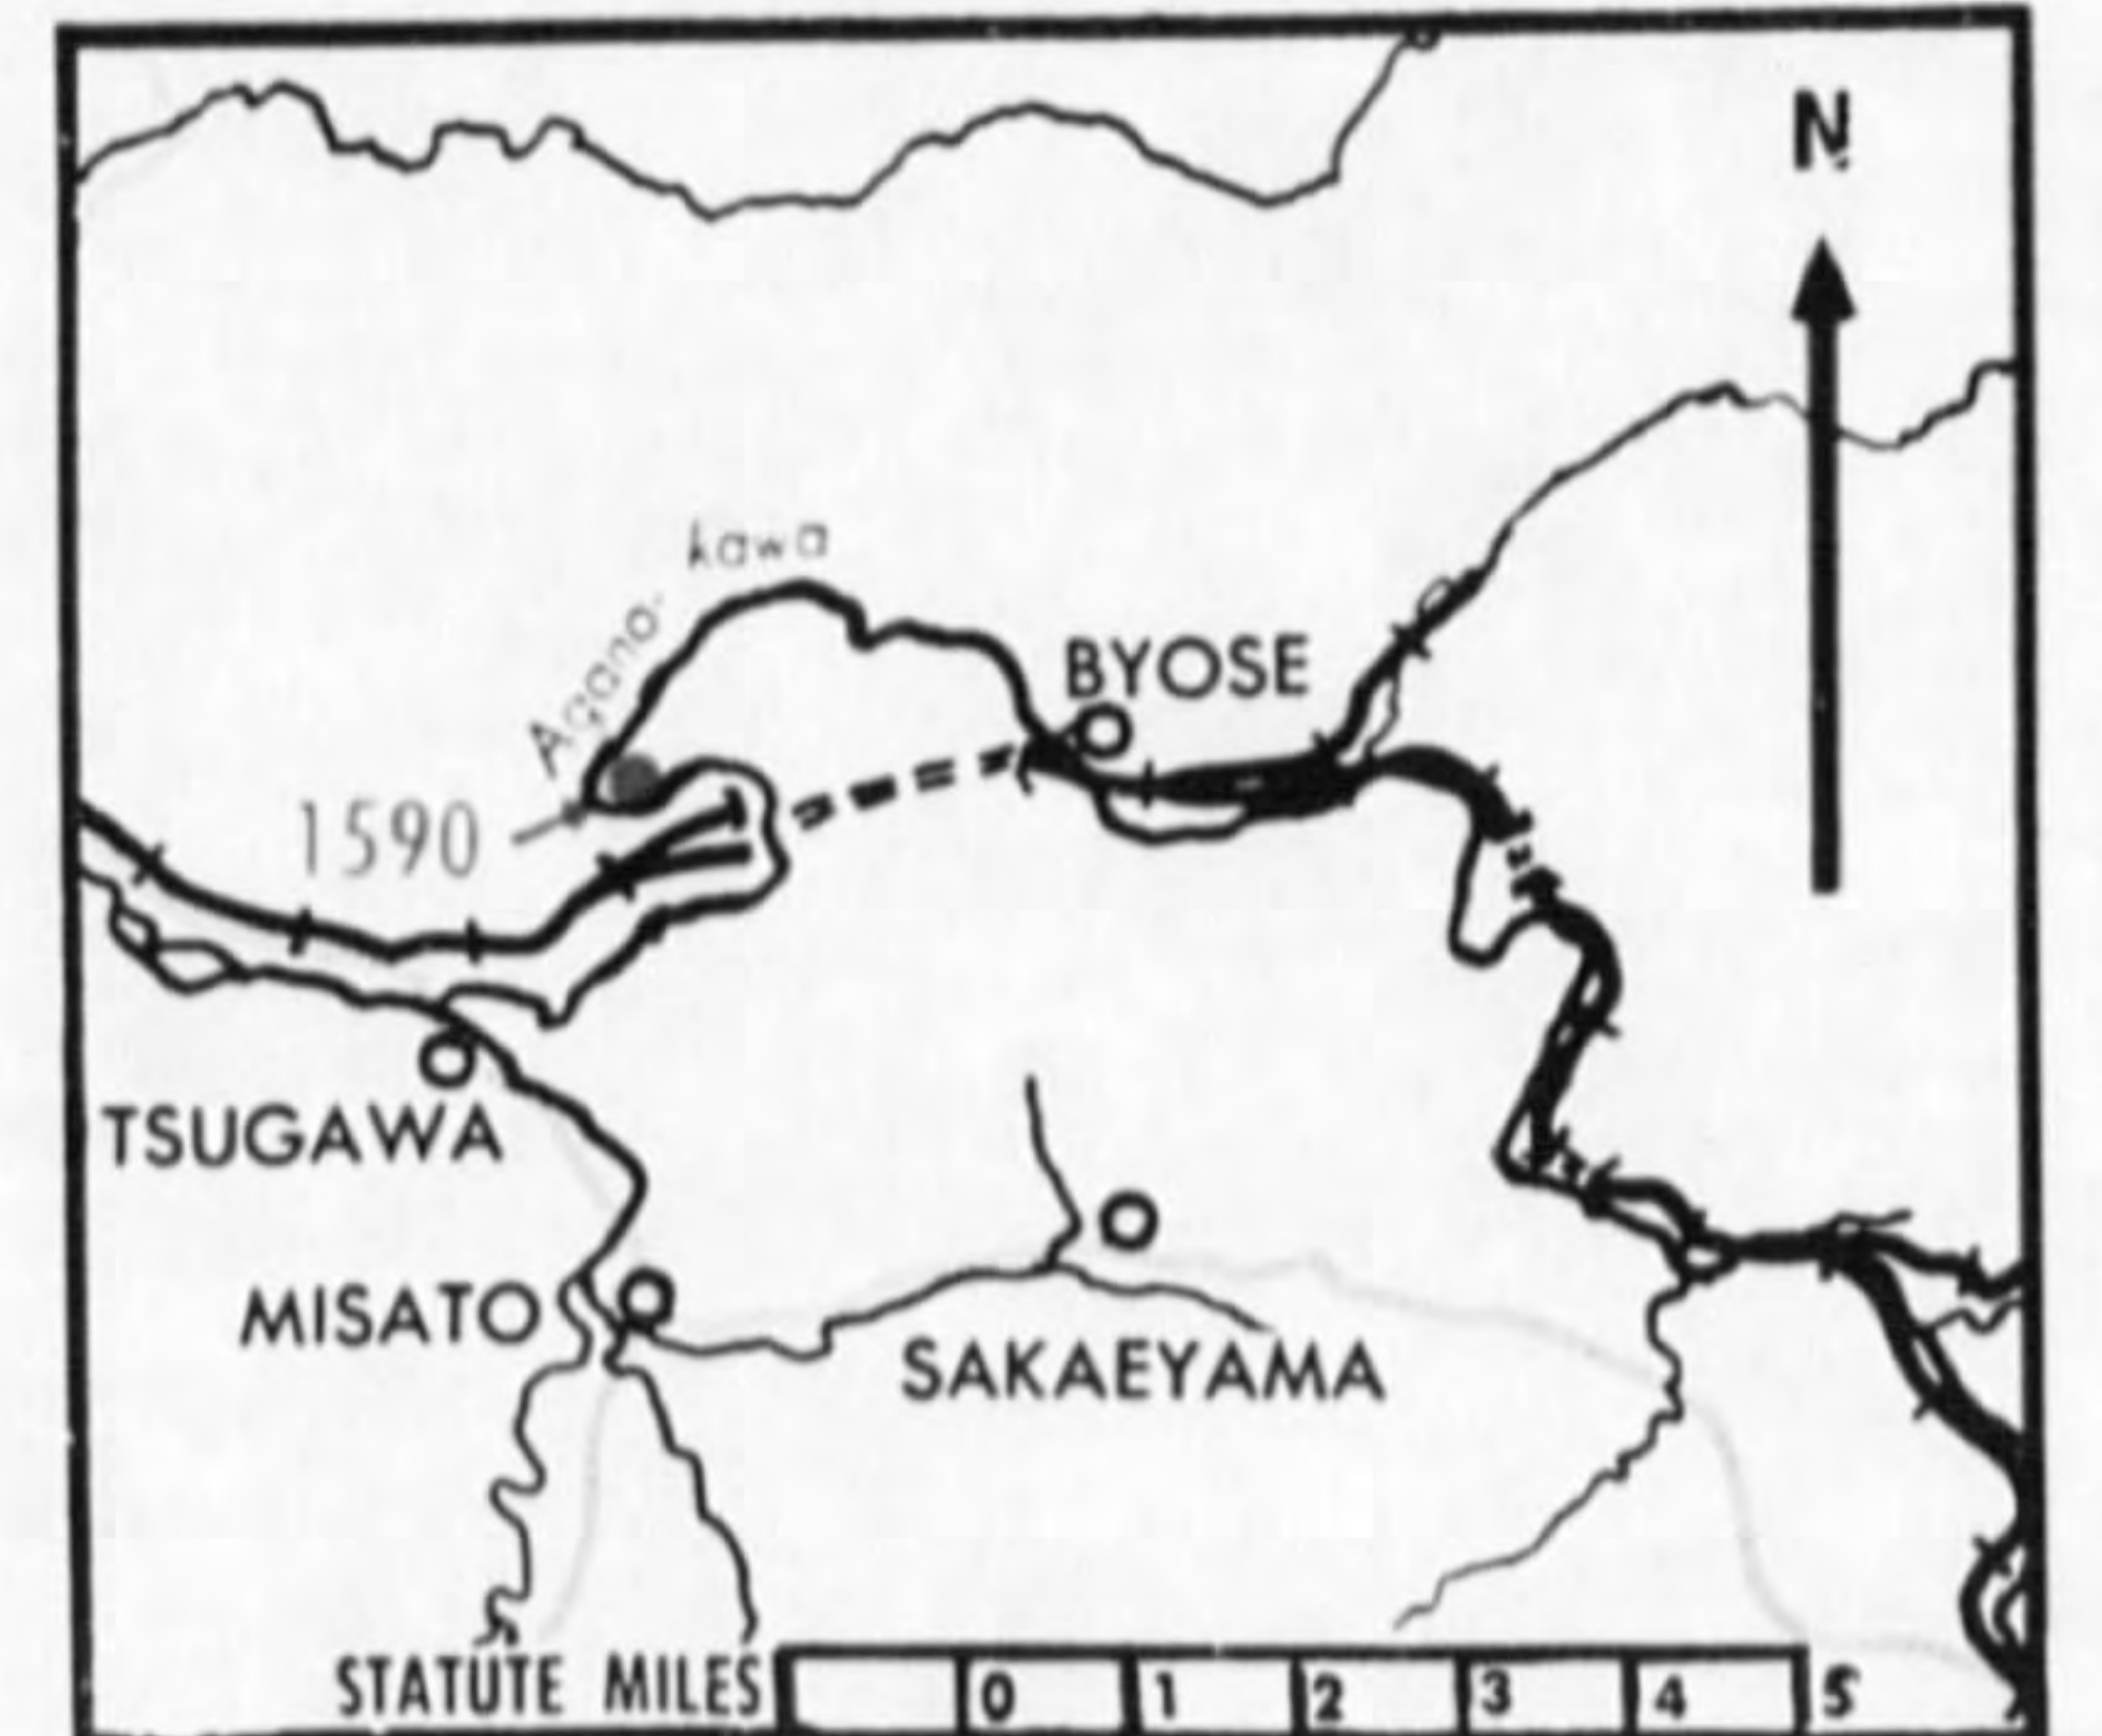 N
kawa
Agano-
BYOSE
1590
TSUGAWA
MISATO
SAKAEYAMA
STATUTE MILES 0 1 2 3 4 5